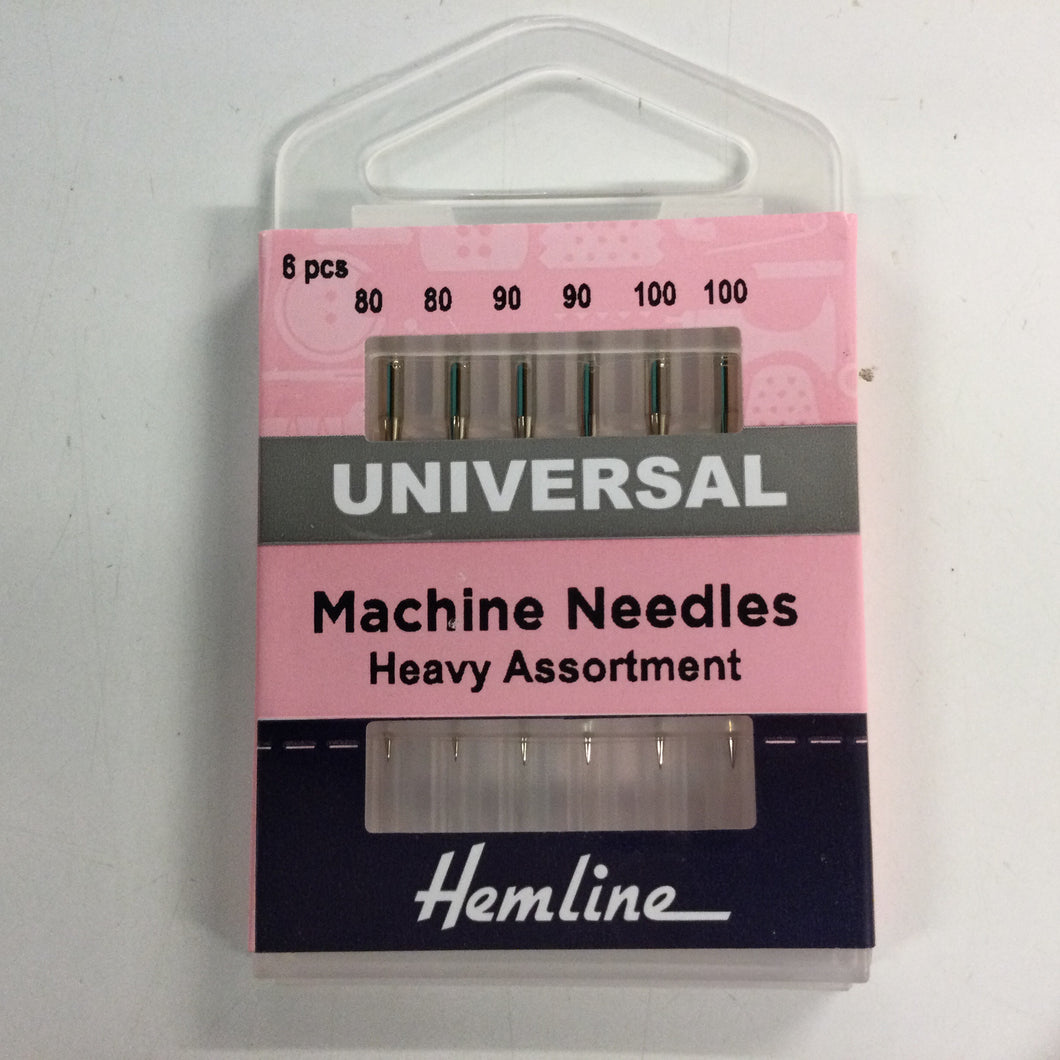 6 pcs
80 80 90 90 100 100
UNIVERSAL
Machine Needles
Heavy Assortment
Hemline